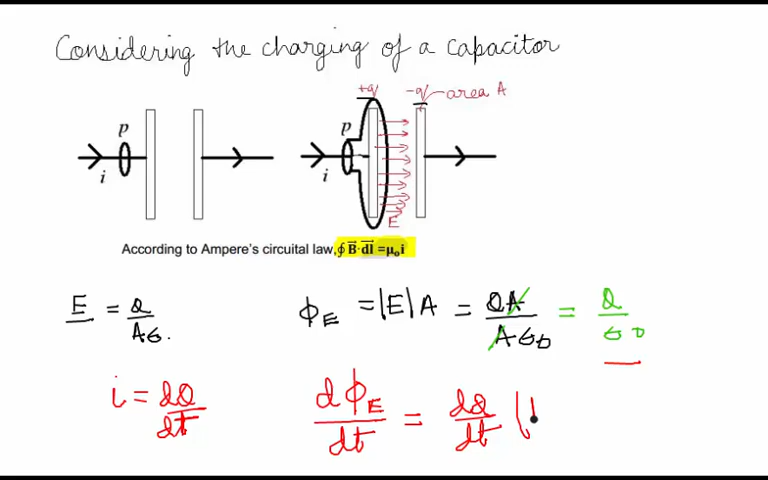 Considering the charging of a capacitor
+q -q area A
p p
i i
E
According to Ampere's circuital law, ∮ B⃗·dl⃗ =μ₀i
E = Q/Aϵ₀ ϕ_E = |E| A = QA/Aϵ₀ = Q/ϵ₀
i = dQ/dt dϕ_E/dt = dQ/dt (